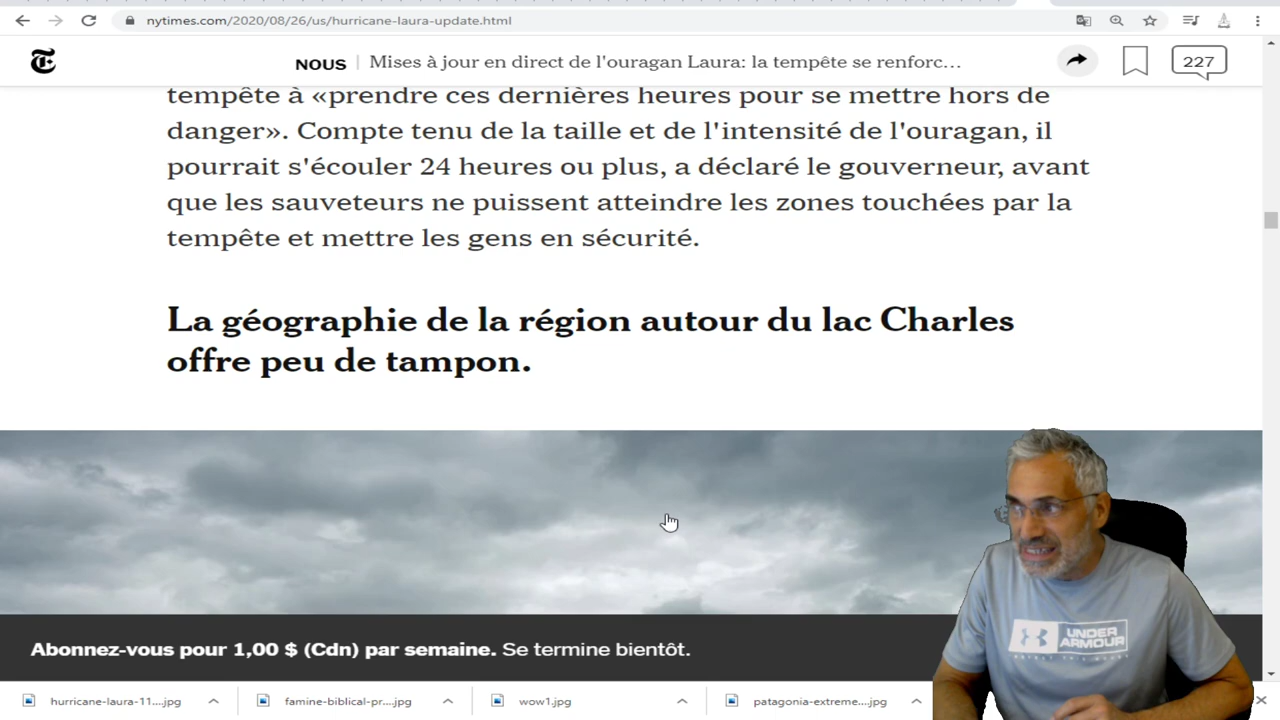 nytimes.com/2020/08/26/us/hurricane-laura-update.html
NOUS | Mises à jour en direct de l'ouragan Laura: la tempête se renforc…
227
tempête à «prendre ces dernières heures pour se mettre hors de
danger». Compte tenu de la taille et de l'intensité de l'ouragan, il
pourrait s'écouler 24 heures ou plus, a déclaré le gouverneur, avant
que les sauveteurs ne puissent atteindre les zones touchées par la
tempête et mettre les gens en sécurité.
La géographie de la région autour du lac Charles
offre peu de tampon.
UNDER
ARMOUR
Abonnez-vous pour 1,00 $ (Cdn) par semaine. Se termine bientôt.
hurricane-laura-11....jpg
famine-biblical-pr....jpg
wow1.jpg
patagonia-extreme....jpg